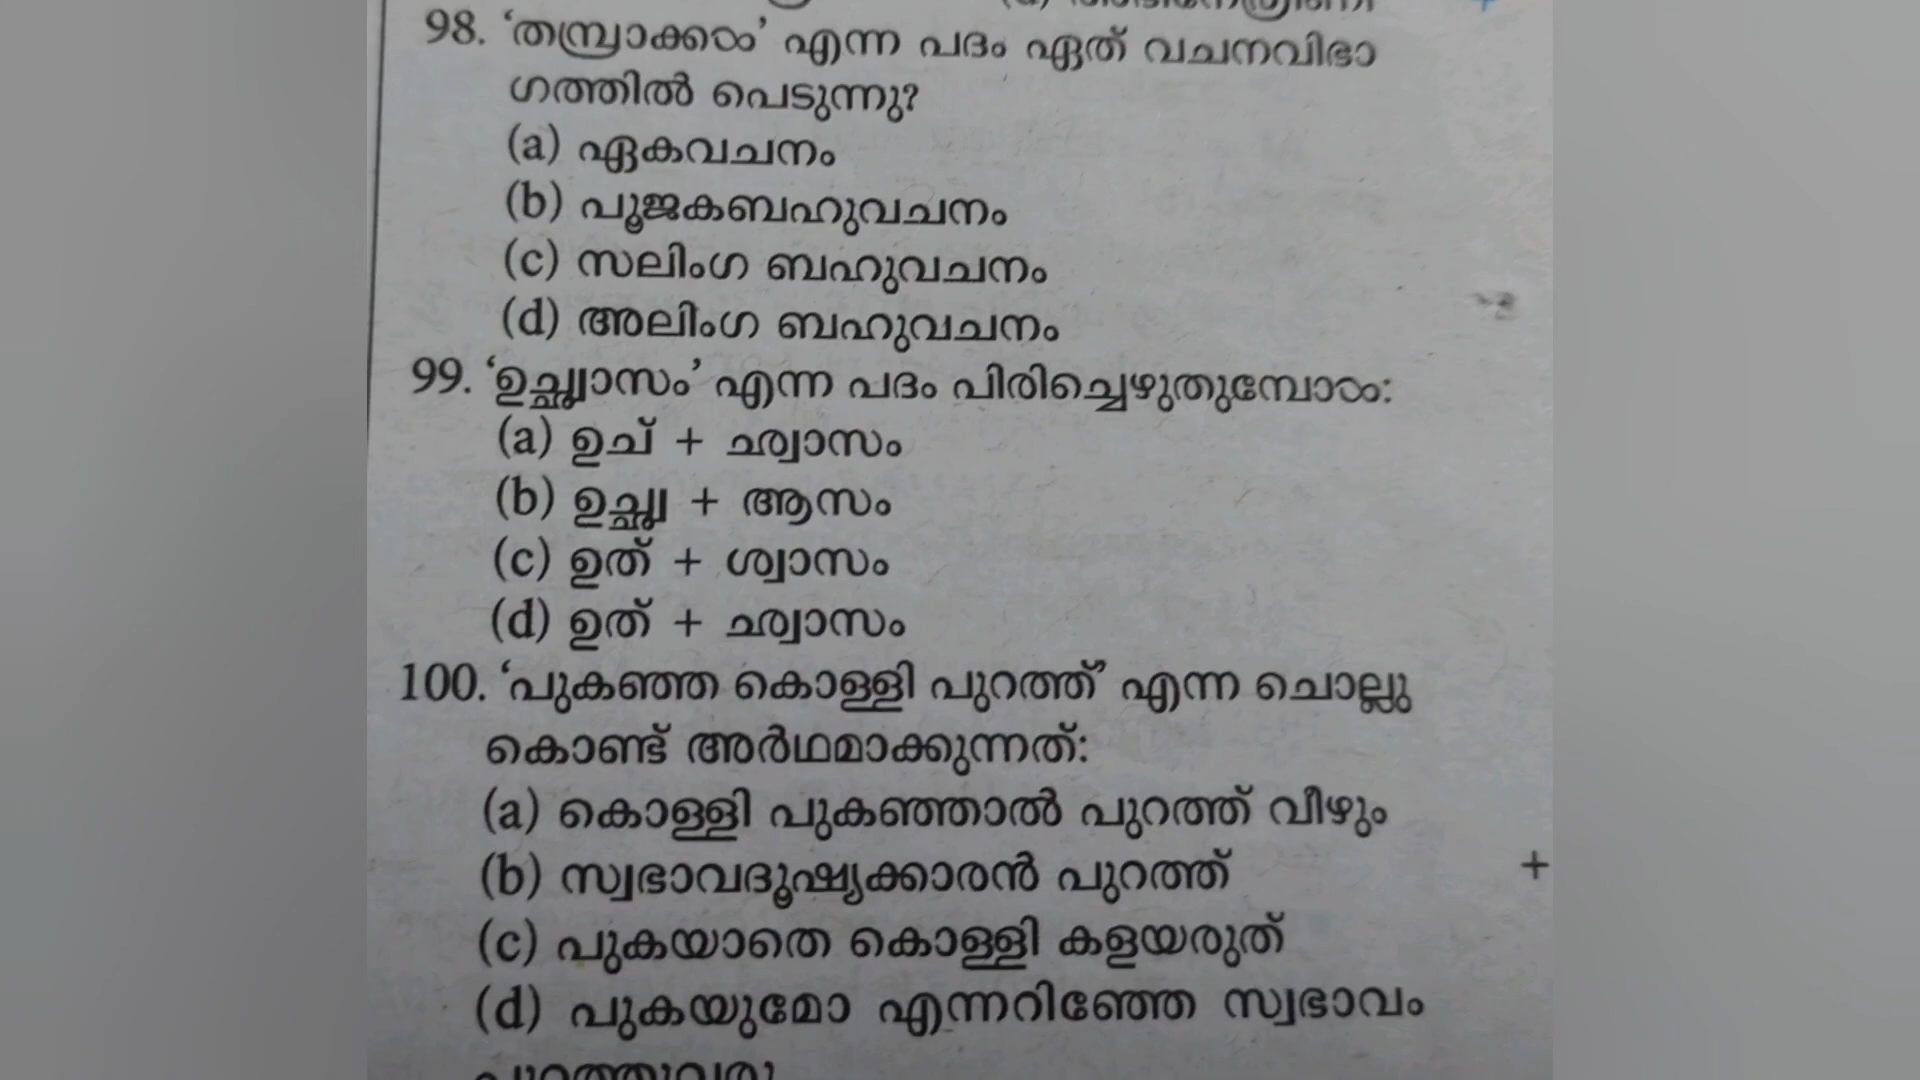 98. ‘തമ്പ്രാക്കൾ’ എന്ന പദം ഏത് വചനവിഭാ
ഗത്തിൽ പെടുന്നു?
(a) ഏകവചനം
(b) പൂജകബഹുവചനം
(c) സലിംഗ ബഹുവചനം
(d) അലിംഗ ബഹുവചനം
99. ‘ഉച്ഛ്വാസം’ എന്ന പദം പിരിച്ചെഴുതുമ്പോൾ:
(a) ഉച് + ഛ്വാസം
(b) ഉച്ഛ്വ + ആസം
(c) ഉത് + ശ്വാസം
(d) ഉത് + ഛ്വാസം
100. ‘പുകഞ്ഞ കൊള്ളി പുറത്ത്’ എന്ന ചൊല്ലു
കൊണ്ട് അർഥമാക്കുന്നത്:
(a) കൊള്ളി പുകഞ്ഞാൽ പുറത്ത് വീഴും
(b) സ്വഭാവദൂഷ്യക്കാരൻ പുറത്ത്
(c) പുകയാതെ കൊള്ളി കളയരുത്
(d) പുകയുമോ എന്നറിഞ്ഞേ സ്വഭാവം